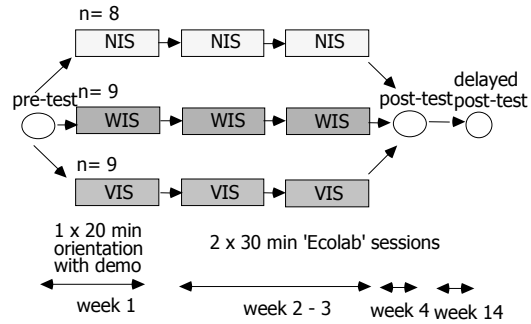 n= 8
NIS NIS NIS
pre-test
n= 9
WIS WIS WIS
post-test
delayed
post-test
n= 9
VIS VIS VIS
1 x 20 min
orientation
with demo
2 x 30 min 'Ecolab' sessions
week 1
week 2 - 3
week 4
week 14